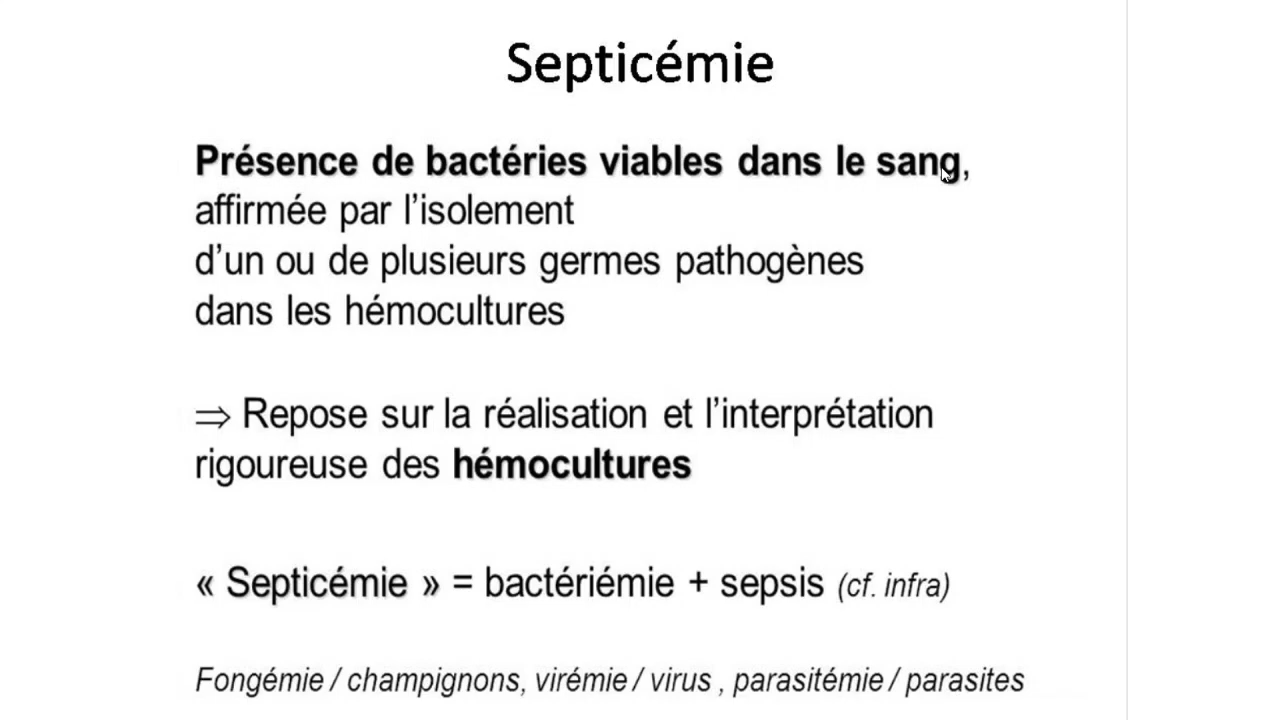 Septicémie
Présence de bactéries viables dans le sang,
affirmée par l’isolement
d’un ou de plusieurs germes pathogènes
dans les hémocultures
⇒ Repose sur la réalisation et l’interprétation
rigoureuse des hémocultures
« Septicémie » = bactériémie + sepsis (cf. infra)
Fongémie / champignons, virémie / virus , parasitémie / parasites